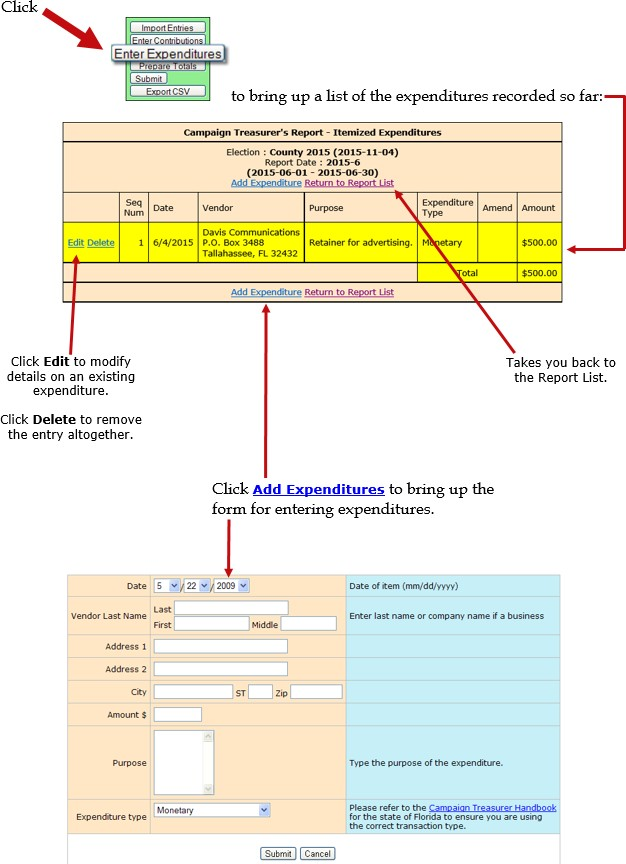 Click
Import Entries
Enter Contributions
Enter Expenditures
Prepare Totals
Submit
Export CSV
to bring up a list of the expenditures recorded so far:
Campaign Treasurer's Report - Itemized Expenditures
Election : County 2015 (2015-11-04)
Report Date : 2015-6
(2015-06-01 - 2015-06-30)
Add Expenditure Return to Report List
Seq Num Date Vendor Purpose Expenditure Type Amend Amount
Edit Delete 1 6/4/2015 Davis Communications Retainer for advertising. Monetary $500.00
P.O. Box 3488
Tallahassee, FL 32432
Total $500.00
Add Expenditure Return to Report List
Click Edit to modify
details on an existing
expenditure.
Click Delete to remove
the entry altogether.
Takes you back to
the Report List.
Click Add Expenditures to bring up the
form for entering expenditures.
Date 5 / 22 / 2009 Date of item (mm/dd/yyyy)
Vendor Last Name Last Enter last name or company name if a business
First Middle
Address 1
Address 2
City ST Zip
Amount $
Purpose Type the purpose of the expenditure.
Expenditure type Monetary Please refer to the Campaign Treasurer Handbook
for the state of Florida to ensure you are using
the correct transaction type.
Submit Cancel